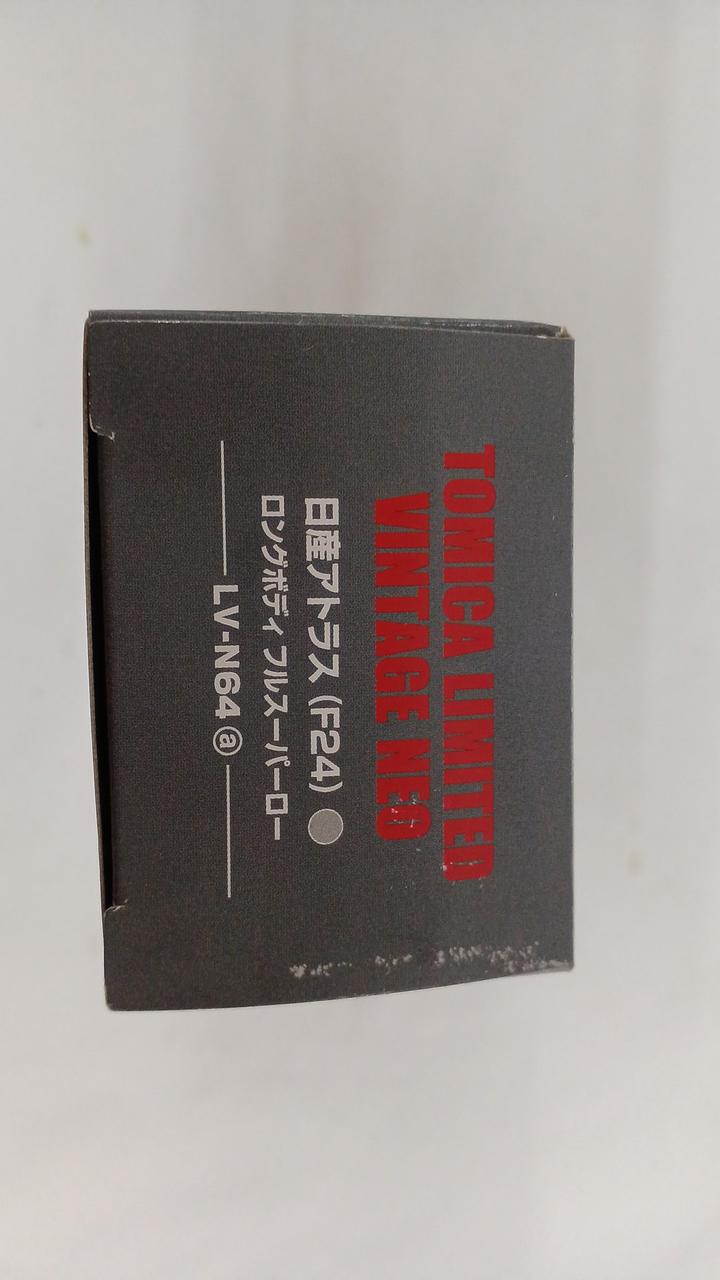 TOMICA LIMITED
VINTAGE NEO
日産アトラス (F24)
ロングボディ フルスーパーロー
LV-N64 ⓐ